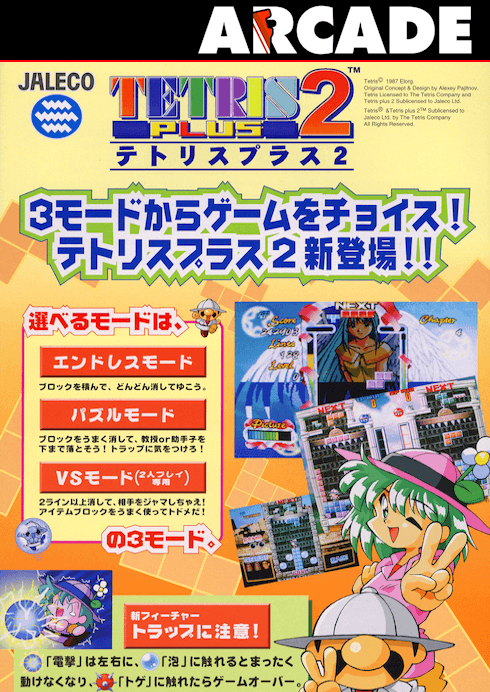 ARCADE
JALECO
TETRIS 2™
PLUS
テトリスプラス2
Tetris© 1987 Elorg.
Original Concept & Design by Alexey Pajitnov.
Tetris Licensed to The Tetris Company and
Tetris plus 2 Sublicensed to Jaleco Ltd.
Tetris® &Tetris plus 2™ Sublicensed to
Jaleco Ltd. by The Tetris Company
All Rights Reserved.
3モードからゲームをチョイス!
テトリスプラス2新登場!!
選べるモードは、
エンドレスモード
ブロックを積んで、どんどん消してゆこう。
パズルモード
ブロックをうまく消して、教授or助手子を
下まで落とそう!トラップに気をつけろ!
VSモード(2人プレイ専用)
2ライン以上消して、相手をジャマしちゃえ!
アイテムブロックをうまく使ってトドメだ!
の3モード。
NEXT
Score
Chapter
4
Lines
128
Level
Picture
NEXT
NEXT
新フィーチャー
トラップに注意!
「電撃」は左右に、「泡」に触れるとまったく
動けなくなり、「トゲ」に触れたらゲームオーバー。